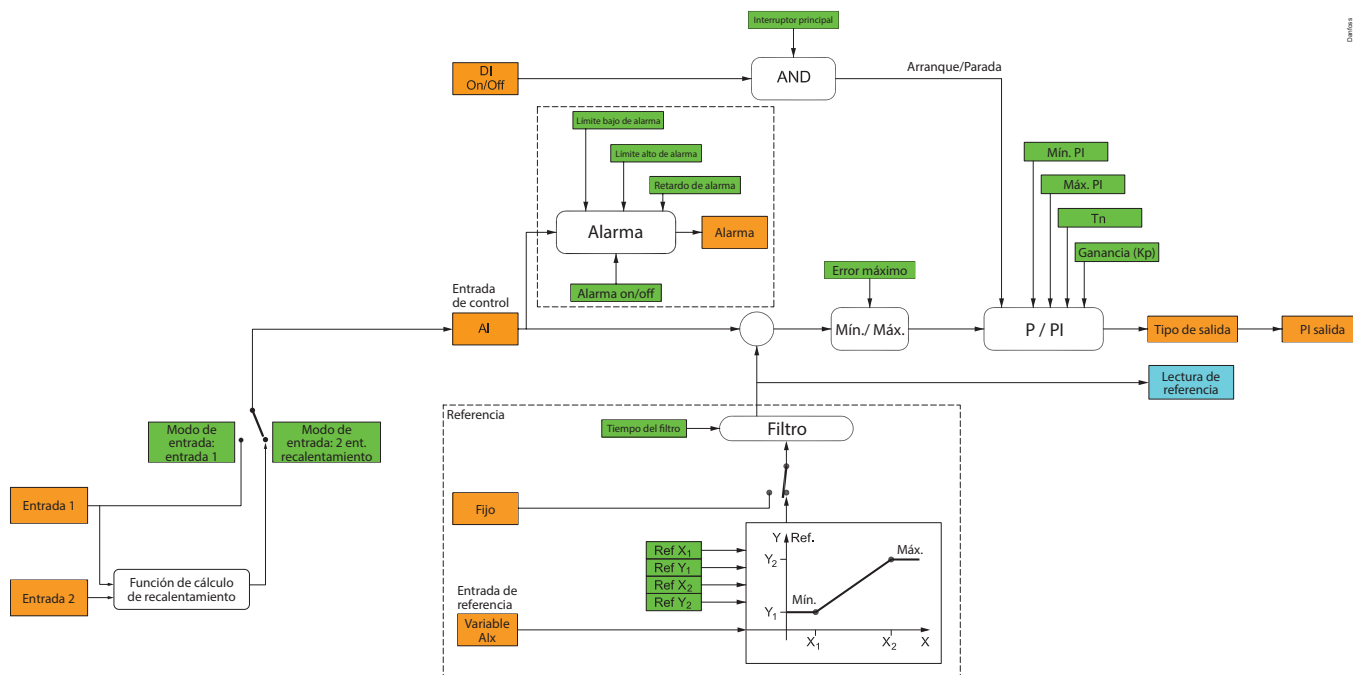 Interruptor principal
Danfoss
DI
On/Off
AND
Arranque/Parada
Límite bajo de alarma
Límite alto de alarma
Retardo de alarma
Alarma
Alarma
Alarma on/off
Mín. PI
Máx. PI
Tn
Ganancia (Kp)
Error máximo
Entrada
de control
AI
Mín./ Máx.
P / PI
Tipo de salida
PI salida
Lectura de
referencia
Referencia
Tiempo del filtro
Filtro
Modo de
entrada:
entrada 1
Modo de
entrada: 2 ent.
recalentamiento
Entrada 1
Fijo
Entrada 2
Función de cálculo
de recalentamiento
Ref X1
Ref Y1
Ref X2
Ref Y2
Y Ref.
Y2
Máx.
Mín.
Y1
X1
X2
X
Entrada de
referencia
Variable
AIx